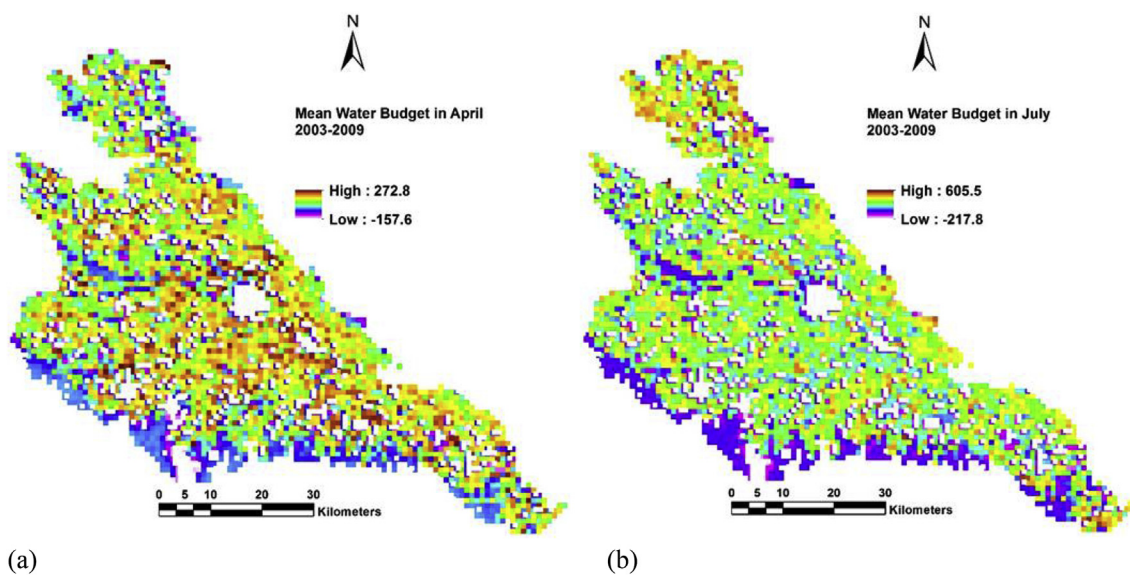 N
Mean Water Budget in April
2003-2009
High : 272.8
Low : -157.6
0 5 10 20 30
Kilometers
(a)
N
Mean Water Budget in July
2003-2009
High : 605.5
Low : -217.8
0 5 10 20 30
Kilometers
(b)